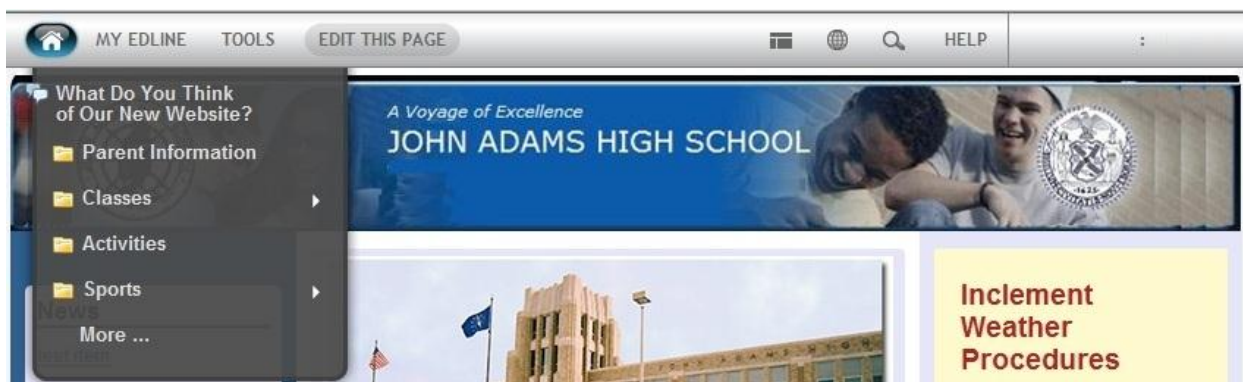 MY EDLINE TOOLS EDIT THIS PAGE HELP :
What Do You Think
of Our New Website?
Parent Information
Classes
Activities
Sports
More ...
A Voyage of Excellence
JOHN ADAMS HIGH SCHOOL
1625
News
Inclement
Weather
Procedures